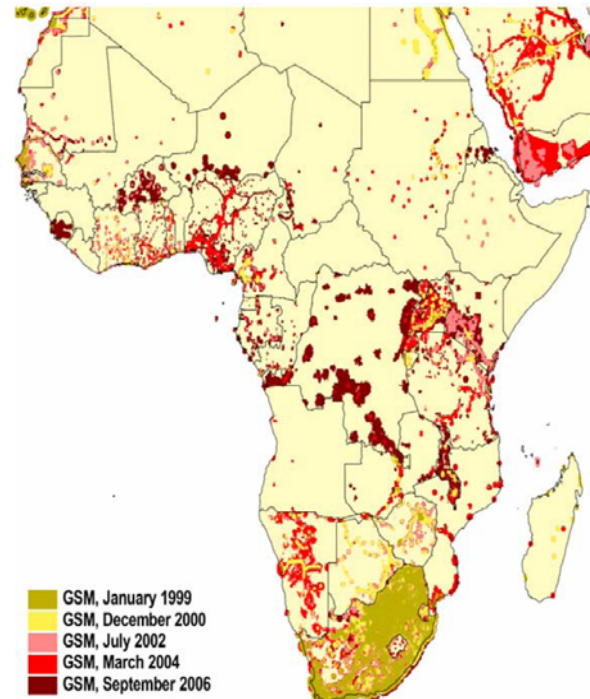 GSM, January 1999
GSM, December 2000
GSM, July 2002
GSM, March 2004
GSM, September 2006